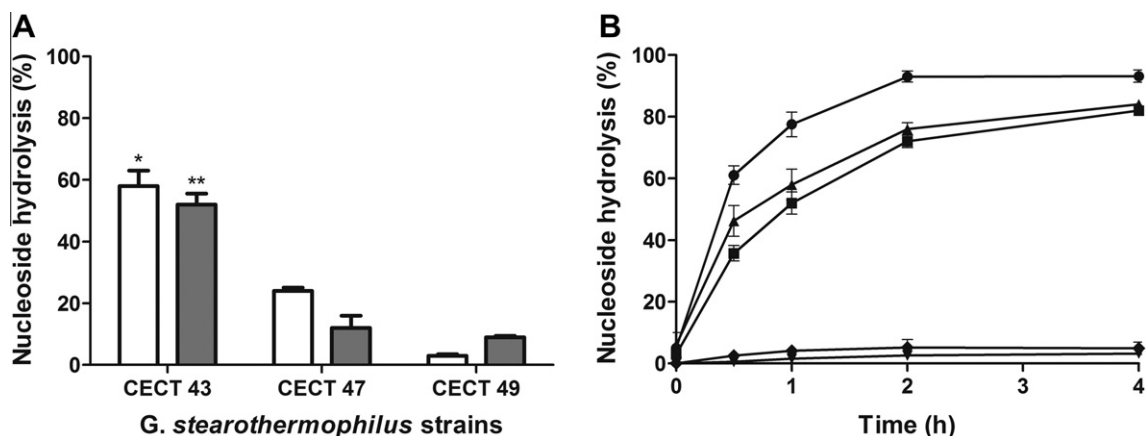 A
Nucleoside hydrolysis (%)
100
80
60
40
20
0
*
**
CECT 43
CECT 47
CECT 49
G. stearothermophilus strains
B
Nucleoside hydrolysis (%)
100
80
60
40
20
0
0
1
2
3
4
Time (h)